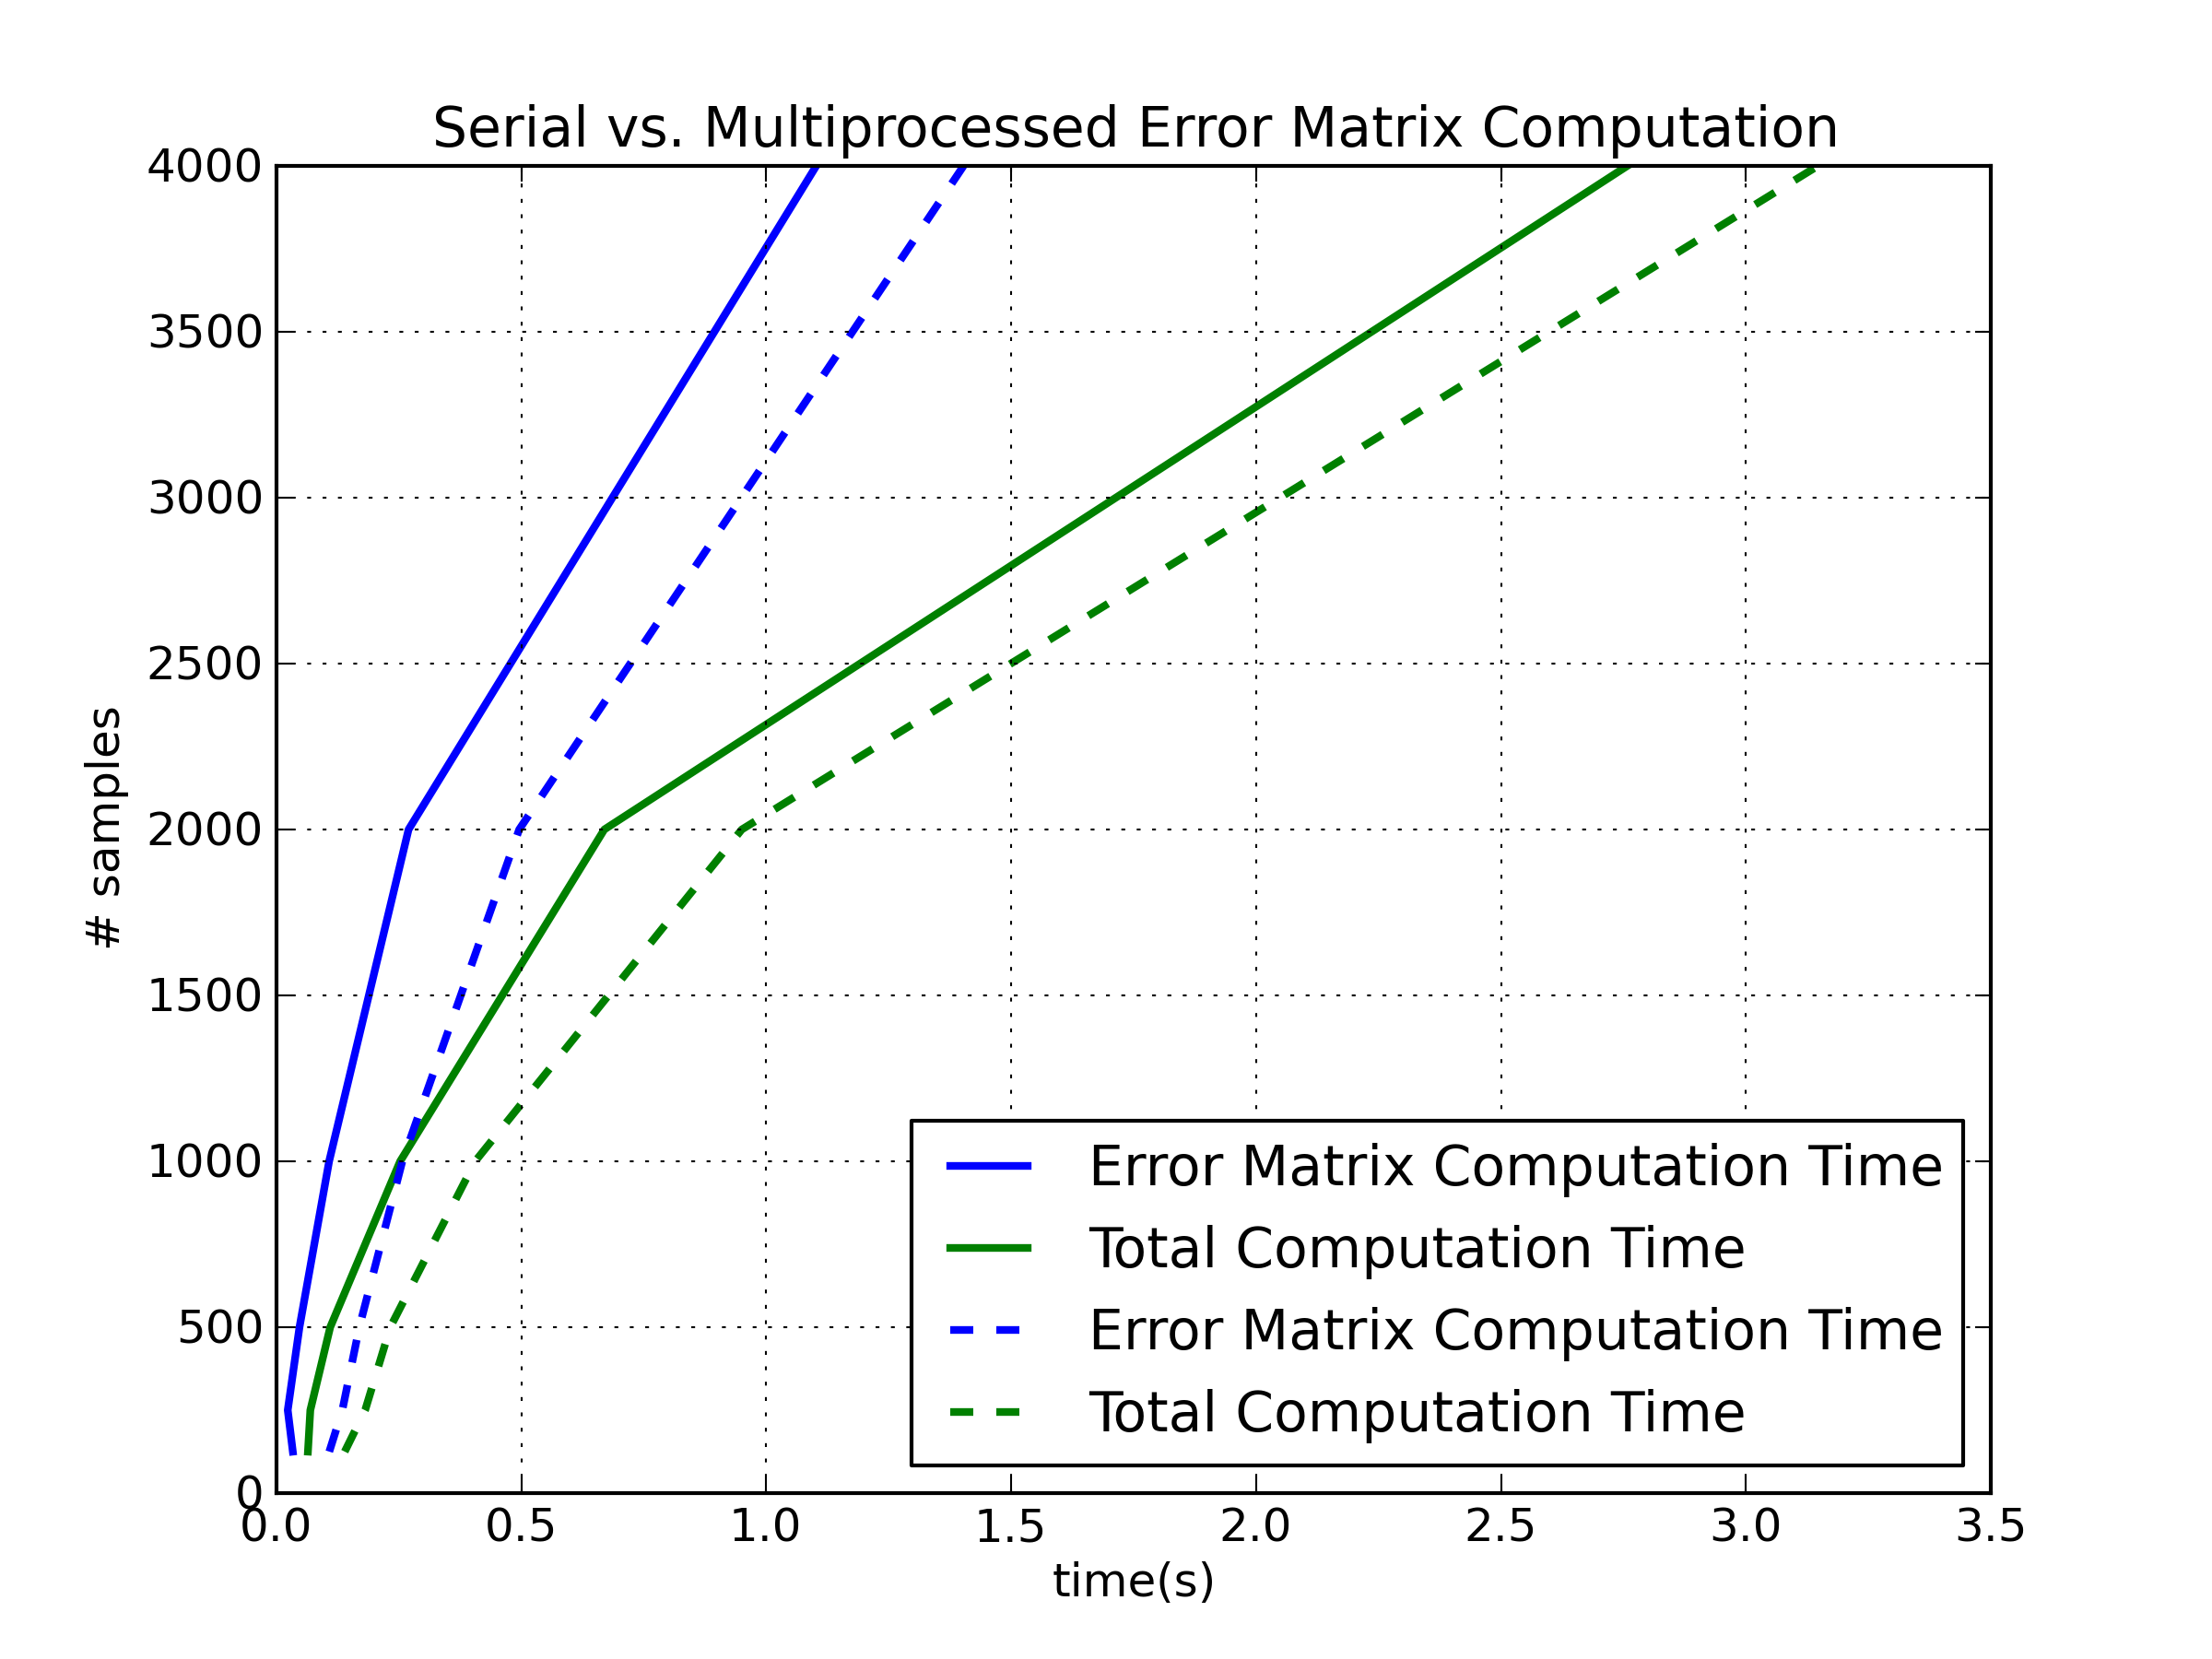 Serial vs. Multiprocessed Error Matrix Computation
4000
3500
3000
2500
2000
1500
1000
500
0
# samples
0.0 0.5 1.0 1.5 2.0 2.5 3.0 3.5
time(s)
Error Matrix Computation Time
Total Computation Time
Error Matrix Computation Time
Total Computation Time